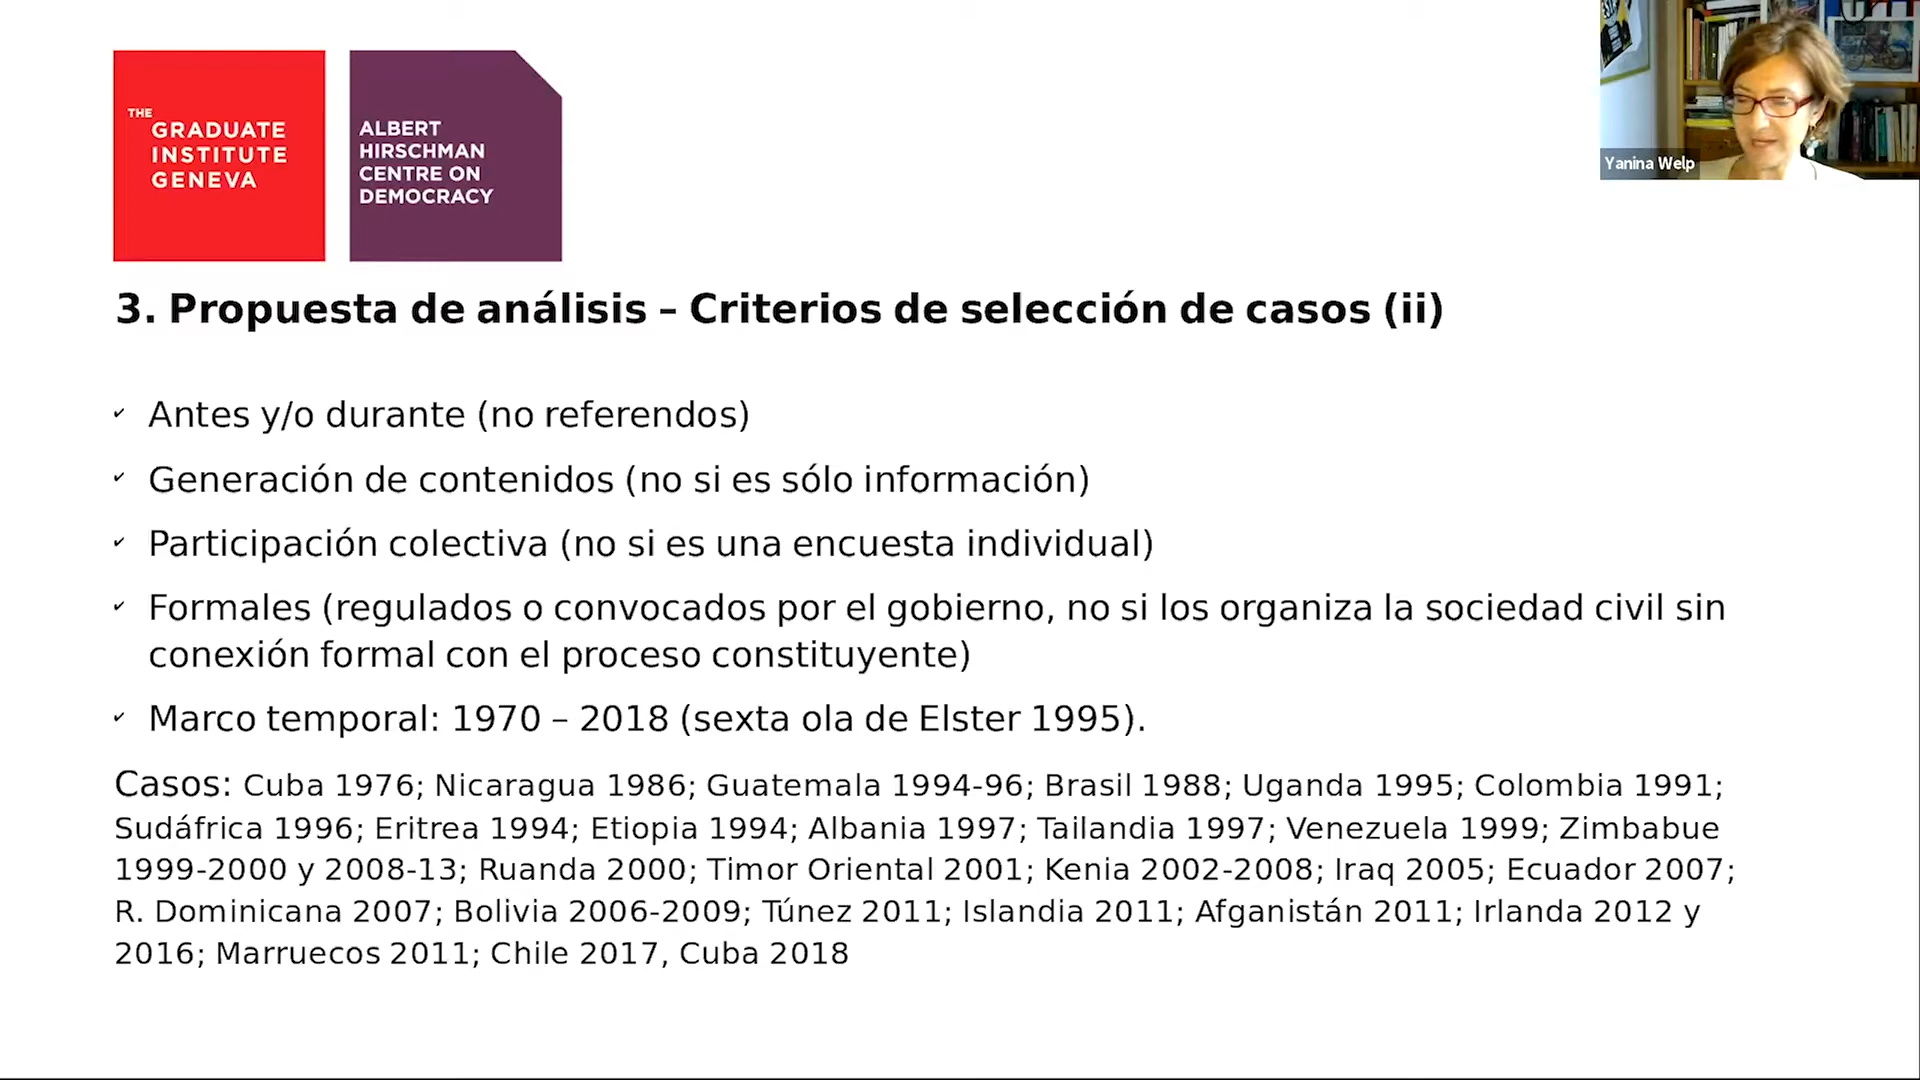 THE
GRADUATE
INSTITUTE
GENEVA
ALBERT
HIRSCHMAN
CENTRE ON
DEMOCRACY
Yanina Welp
3. Propuesta de análisis – Criterios de selección de casos (ii)
✓ Antes y/o durante (no referendos)
✓ Generación de contenidos (no si es sólo información)
✓ Participación colectiva (no si es una encuesta individual)
✓ Formales (regulados o convocados por el gobierno, no si los organiza la sociedad civil sin
conexión formal con el proceso constituyente)
✓ Marco temporal: 1970 – 2018 (sexta ola de Elster 1995).
Casos: Cuba 1976; Nicaragua 1986; Guatemala 1994-96; Brasil 1988; Uganda 1995; Colombia 1991;
Sudáfrica 1996; Eritrea 1994; Etiopia 1994; Albania 1997; Tailandia 1997; Venezuela 1999; Zimbabue
1999-2000 y 2008-13; Ruanda 2000; Timor Oriental 2001; Kenia 2002-2008; Iraq 2005; Ecuador 2007;
R. Dominicana 2007; Bolivia 2006-2009; Túnez 2011; Islandia 2011; Afganistán 2011; Irlanda 2012 y
2016; Marruecos 2011; Chile 2017, Cuba 2018